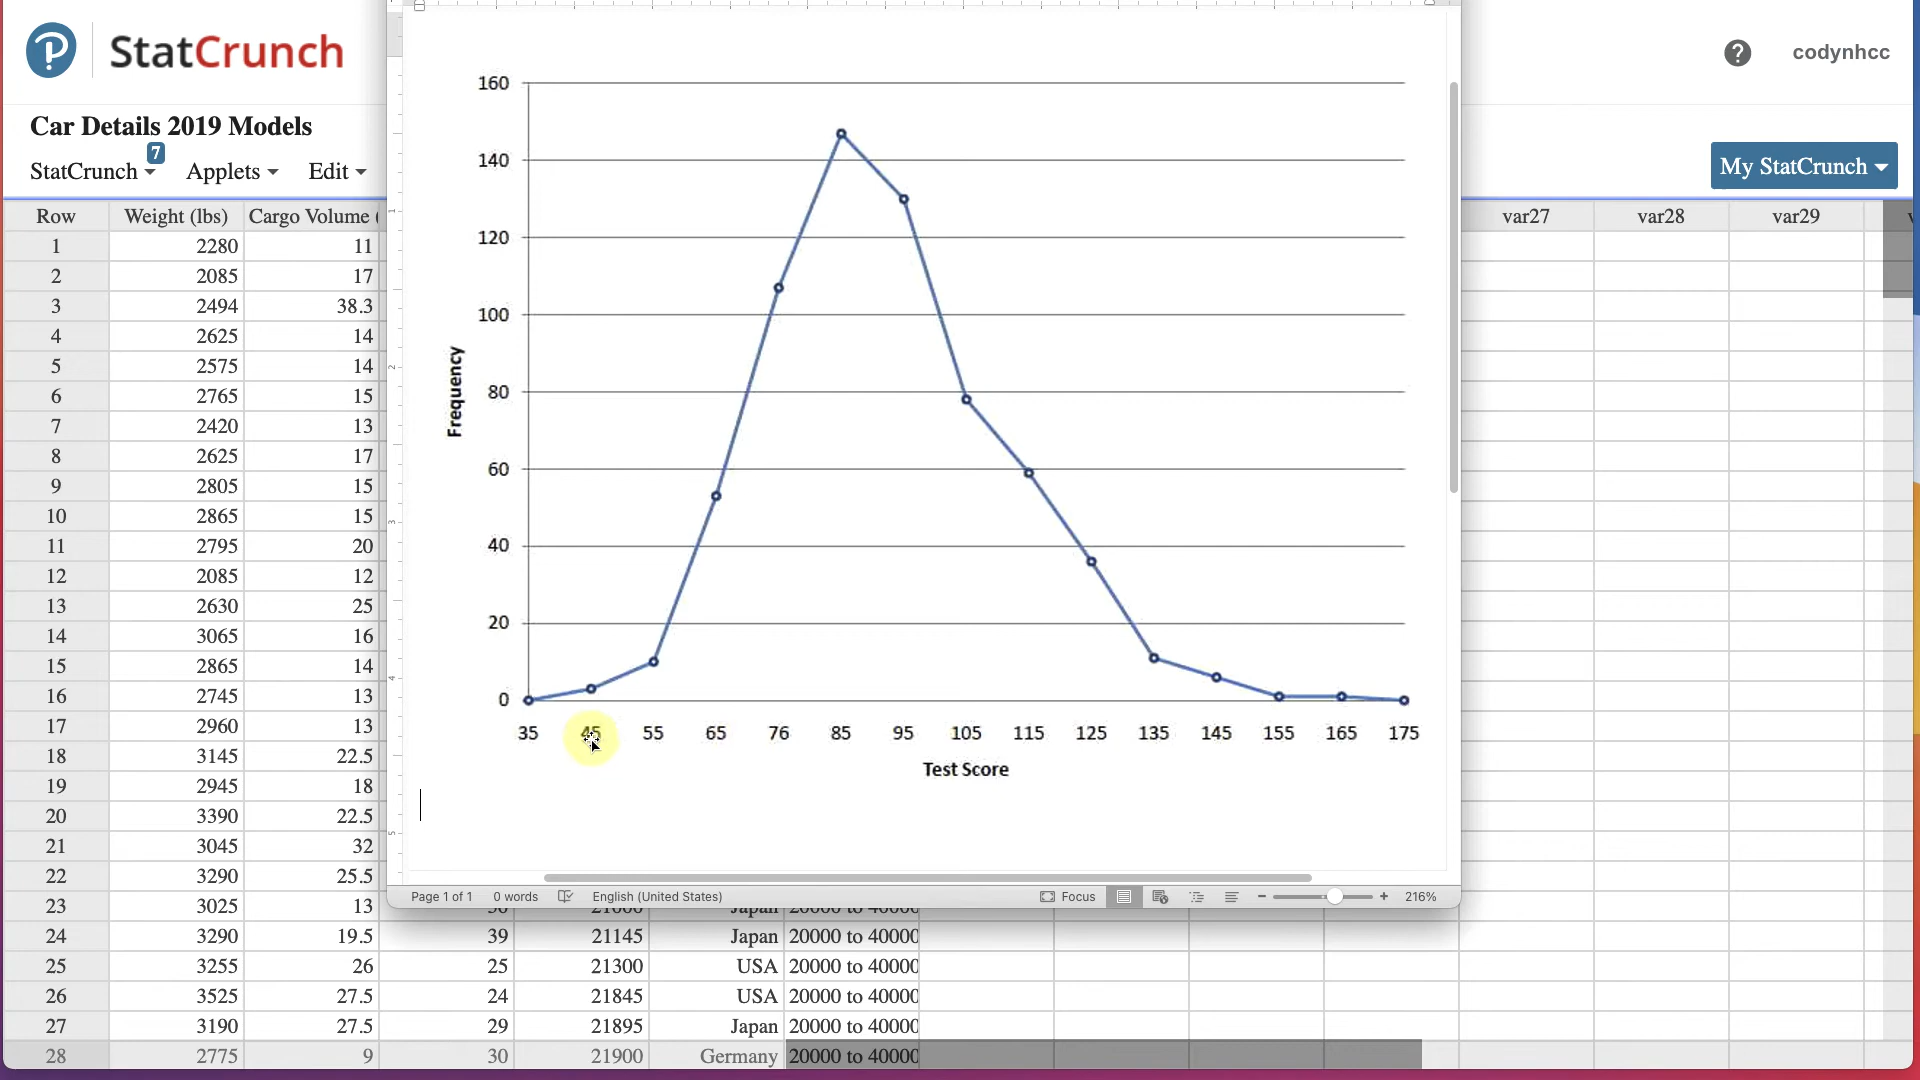 StatCrunch
codynhcc
Car Details 2019 Models
StatCrunch 7 Applets Edit
My StatCrunch
Row Weight (lbs) Cargo Volume ( var27 var28 var29
1 2280 11
2 2085 17
3 2494 38.3
4 2625 14
5 2575 14
6 2765 15
7 2420 13
8 2625 17
9 2805 15
10 2865 15
11 2795 20
12 2085 12
13 2630 25
14 3065 16
15 2865 14
16 2745 13
17 2960 13
18 3145 22.5
19 2945 18
20 3390 22.5
21 3045 32
22 3290 25.5
23 3025 13
24 3290 19.5 39 21145 Japan 20000 to 40000
25 3255 26 25 21300 USA 20000 to 40000
26 3525 27.5 24 21845 USA 20000 to 40000
27 3190 27.5 29 21895 Japan 20000 to 40000
28 2775 9 30 21900 Germany 20000 to 40000
160
140
120
100
80
60
40
20
0
Frequency
35 45 55 65 76 85 95 105 115 125 135 145 155 165 175
Test Score
Page 1 of 1 0 words English (United States) Focus 216%